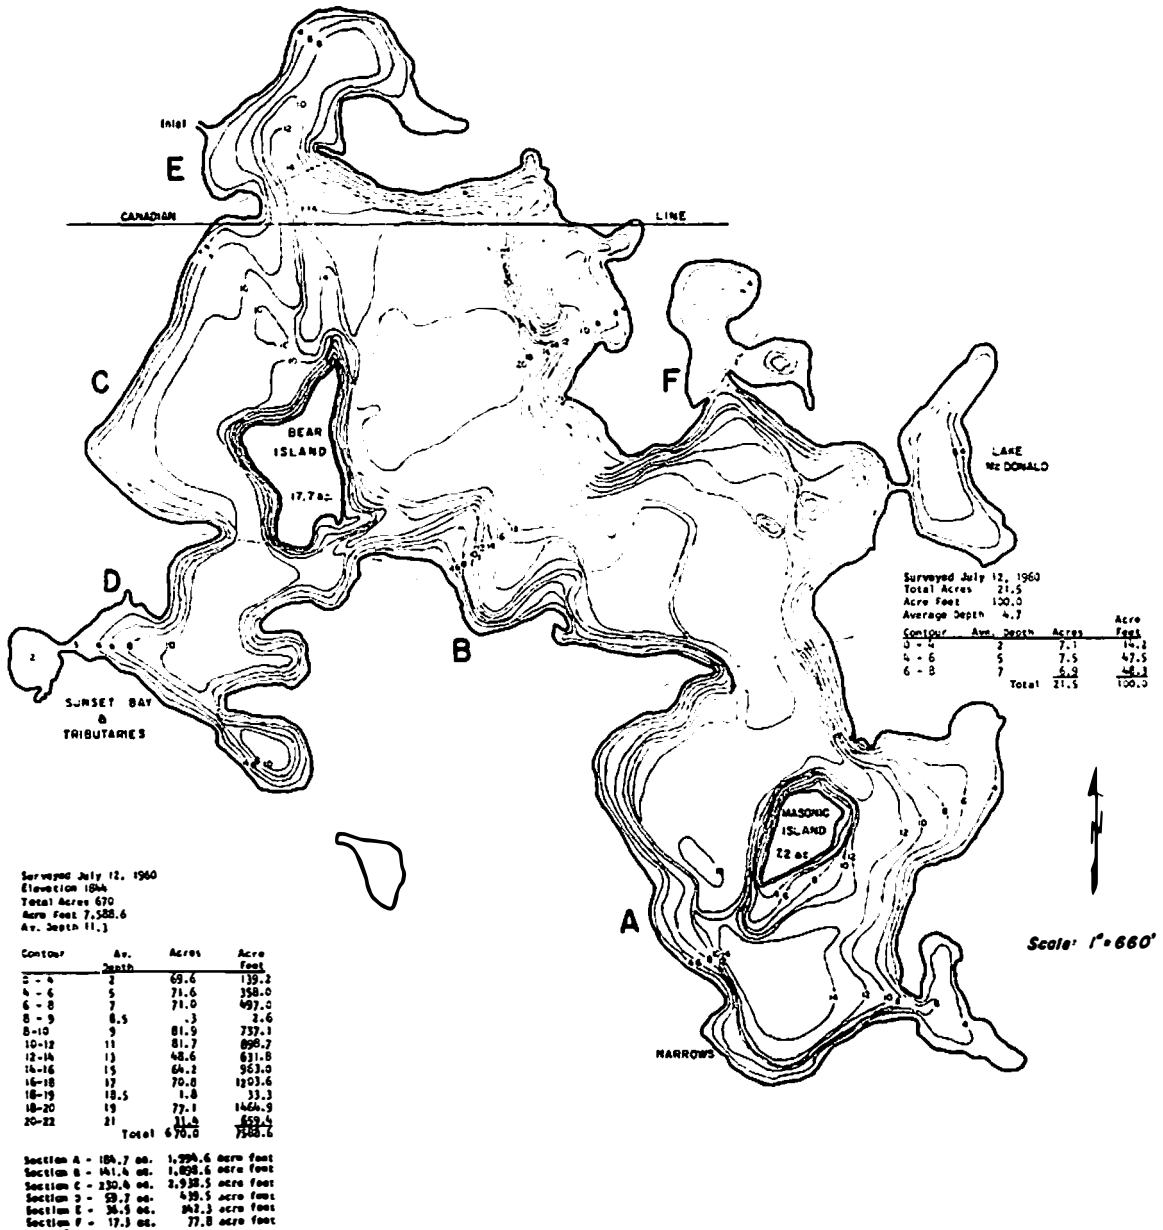 Inlet
E
CANADIAN LINE
C
F
BEAR
ISLAND
17.7 ac.
LAKE
McDONALD
D
B
SUNSET BAY
&
TRIBUTARIES
Surveyed July 12, 1960
Total Acres 21.5
Acre Feet 100.0
Average Depth 4.7
Contour Ave. Depth Acres Acre Feet
0 - 4 2 7.1 14.2
4 - 6 5 7.5 47.5
6 - 8 7 6.9 48.3
Total 21.5 100.0
MASONIC
ISLAND
22 ac.
A
NARROWS
Scale: 1"=660'
Surveyed July 12, 1960
Elevation 1844
Total Acres 670
Acre Feet 7,588.6
Av. Depth 11.3
Contour Av. Depth Acres Acre Feet
0 - 4 2 69.6 139.2
4 - 6 5 71.6 358.0
6 - 8 7 71.0 497.0
8 - 9 8.5 .3 2.6
8-10 9 81.9 737.1
10-12 11 81.7 898.7
12-14 13 48.6 631.8
14-16 15 64.2 963.0
16-18 17 70.8 1203.6
18-19 18.5 1.8 33.3
18-20 19 77.1 1464.9
20-22 21 31.4 659.4
Total 670.0 7588.6
Section A - 184.7 ac. 1,994.6 acre feet
Section B - 141.4 ac. 1,898.6 acre feet
Section C - 230.4 ac. 2,938.5 acre feet
Section D - 59.7 ac. 439.5 acre feet
Section E - 36.5 ac. 242.3 acre feet
Section F - 17.3 ac. 77.8 acre feet